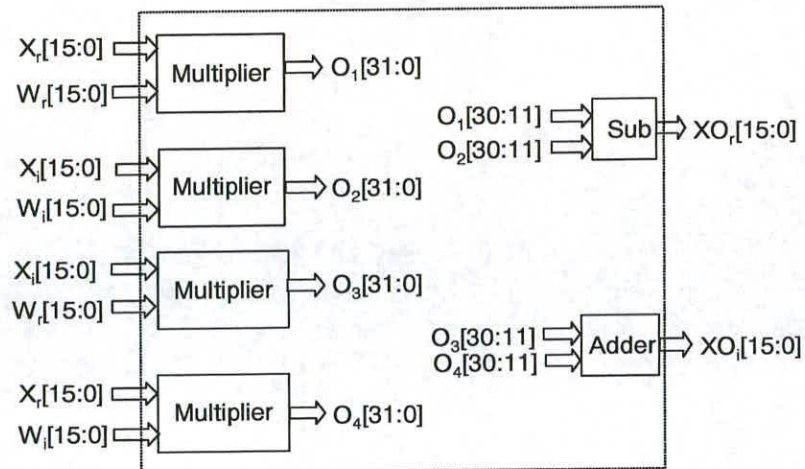 Xᵣ[15:0]
Wᵣ[15:0]
Multiplier
O₁[31:0]
Xᵢ[15:0]
Wᵢ[15:0]
Multiplier
O₂[31:0]
Xᵢ[15:0]
Wᵣ[15:0]
Multiplier
O₃[31:0]
Xᵣ[15:0]
Wᵢ[15:0]
Multiplier
O₄[31:0]
O₁[30:11]
O₂[30:11]
Sub
XOᵣ[15:0]
O₃[30:11]
O₄[30:11]
Adder
XOᵢ[15:0]